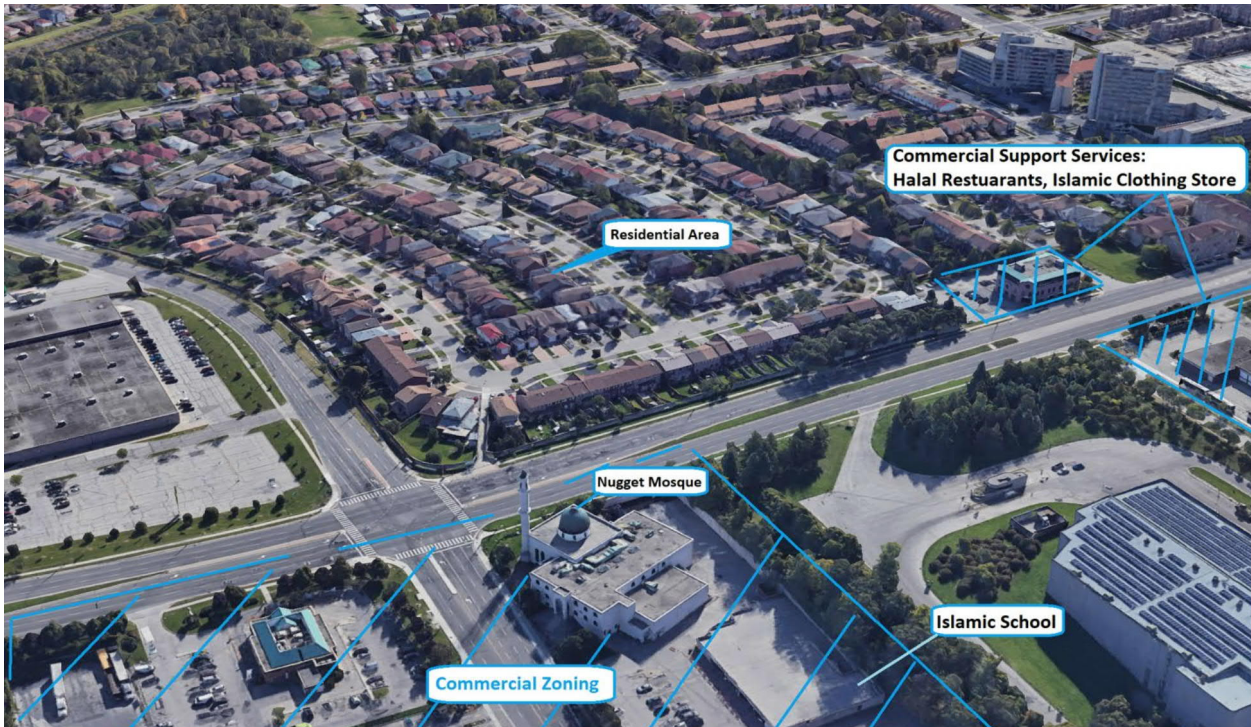 Commercial Support Services:
Halal Restuarants, Islamic Clothing Store
Residential Area
Nugget Mosque
Islamic School
Commercial Zoning